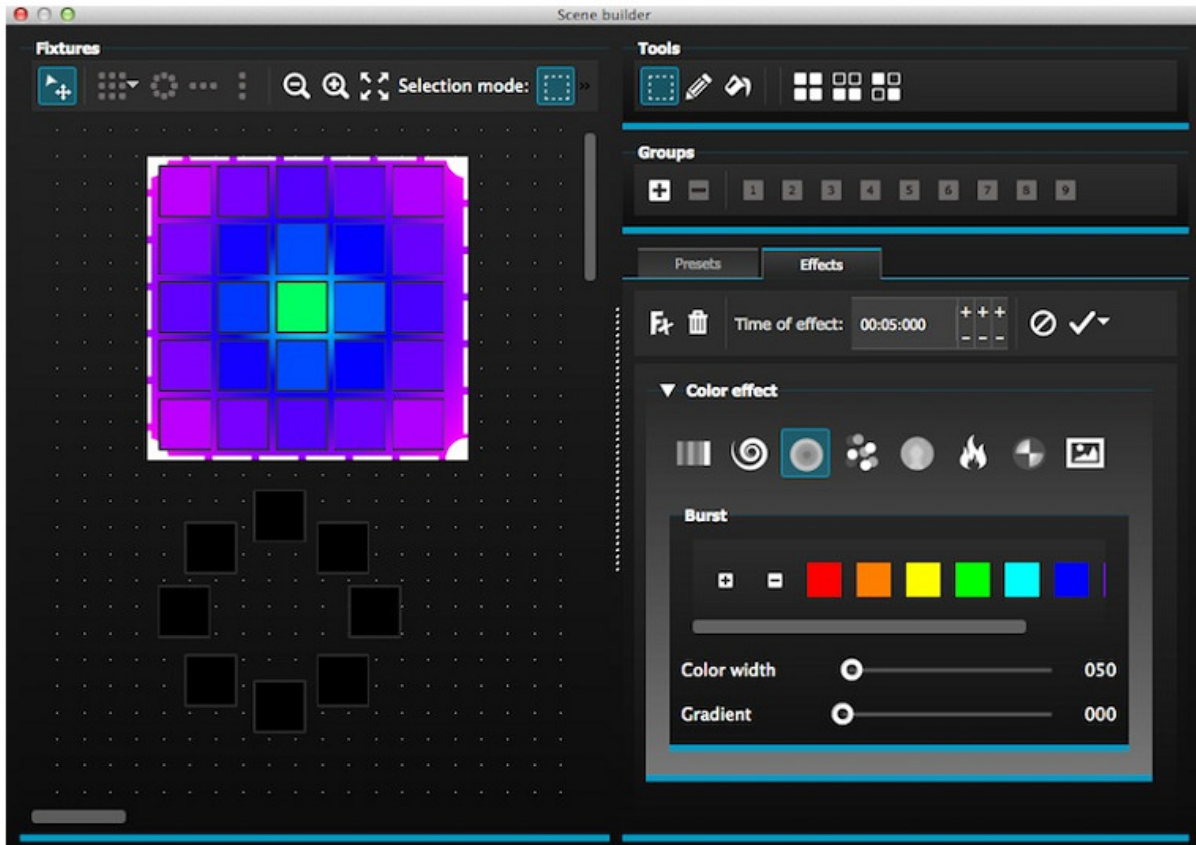 Scene builder
Fixtures
Selection mode:
Tools
Groups
1 2 3 4 5 6 7 8 9
Presets
Effects
Fx
Time of effect: 00:05:000
Color effect
Burst
Color width 050
Gradient 000